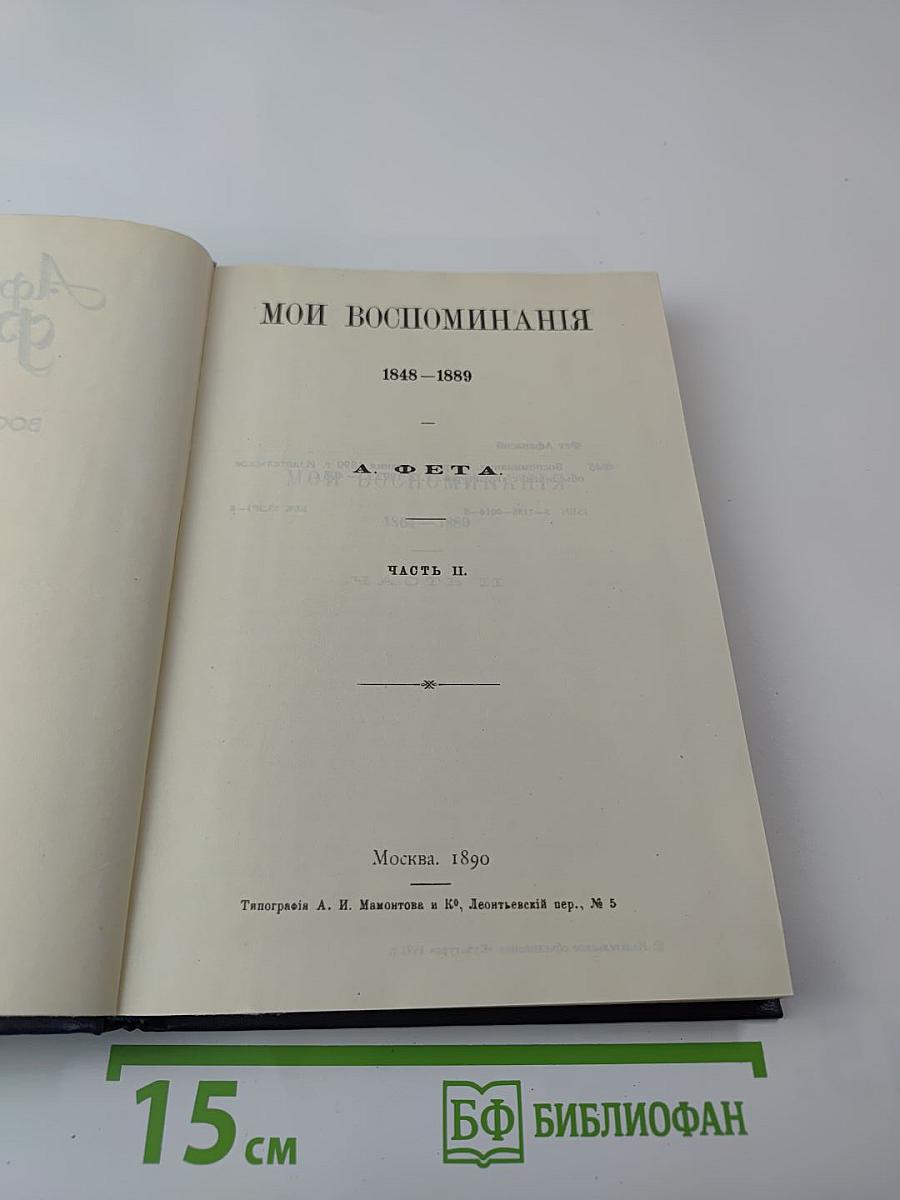 МОИ ВОСПОМИНАНІЯ
1848—1889
А. ФЕТА.
ЧАСТЬ II.
Москва. 1890
Типографія А. И. Мамонтова и К⁰, Леонтьевскій пер., № 5
15 см
БФ БИБЛИОФАН